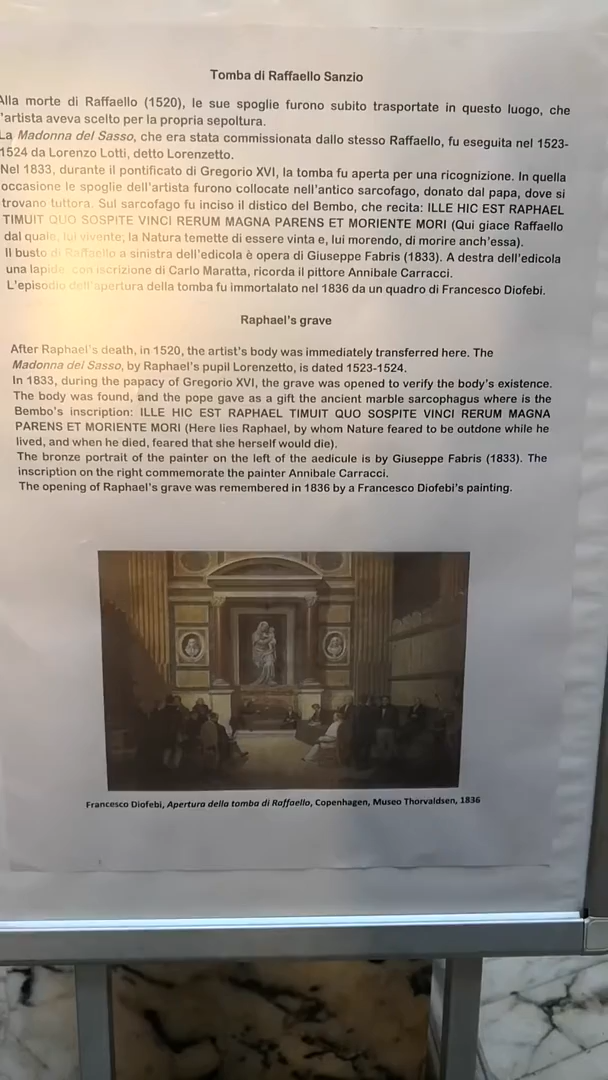 Tomba di Raffaello Sanzio
Alla morte di Raffaello (1520), le sue spoglie furono subito trasportate in questo luogo, che
l'artista aveva scelto per la propria sepoltura.
La Madonna del Sasso, che era stata commissionata dallo stesso Raffaello, fu eseguita nel 1523-
1524 da Lorenzo Lotti, detto Lorenzetto.
Nel 1833, durante il pontificato di Gregorio XVI, la tomba fu aperta per una ricognizione. In quella
occasione le spoglie dell'artista furono collocate nell'antico sarcofago, donato dal papa, dove si
trovano tuttora. Sul sarcofago fu inciso il distico del Bembo, che recita: ILLE HIC EST RAPHAEL
TIMUIT QUO SOSPITE VINCI RERUM MAGNA PARENS ET MORIENTE MORI (Qui giace Raffaello
dal quale, lui vivente, la Natura temette di essere vinta e, lui morendo, di morire anch'essa).
Il busto di Raffaello a sinistra dell'edicola è opera di Giuseppe Fabris (1833). A destra dell'edicola
una lapide, con iscrizione di Carlo Maratta, ricorda il pittore Annibale Carracci.
L'episodio dell'apertura della tomba fu immortalato nel 1836 da un quadro di Francesco Diofebi.
Raphael's grave
After Raphael's death, in 1520, the artist's body was immediately transferred here. The
Madonna del Sasso, by Raphael's pupil Lorenzetto, is dated 1523-1524.
In 1833, during the papacy of Gregorio XVI, the grave was opened to verify the body's existence.
The body was found, and the pope gave as a gift the ancient marble sarcophagus where is the
Bembo's inscription: ILLE HIC EST RAPHAEL TIMUIT QUO SOSPITE VINCI RERUM MAGNA
PARENS ET MORIENTE MORI (Here lies Raphael, by whom Nature feared to be outdone while he
lived, and when he died, feared that she herself would die).
The bronze portrait of the painter on the left of the aedicule is by Giuseppe Fabris (1833). The
inscription on the right commemorate the painter Annibale Carracci.
The opening of Raphael's grave was remembered in 1836 by a Francesco Diofebi's painting.
Francesco Diofebi, Apertura della tomba di Raffaello, Copenhagen, Museo Thorvaldsen, 1836